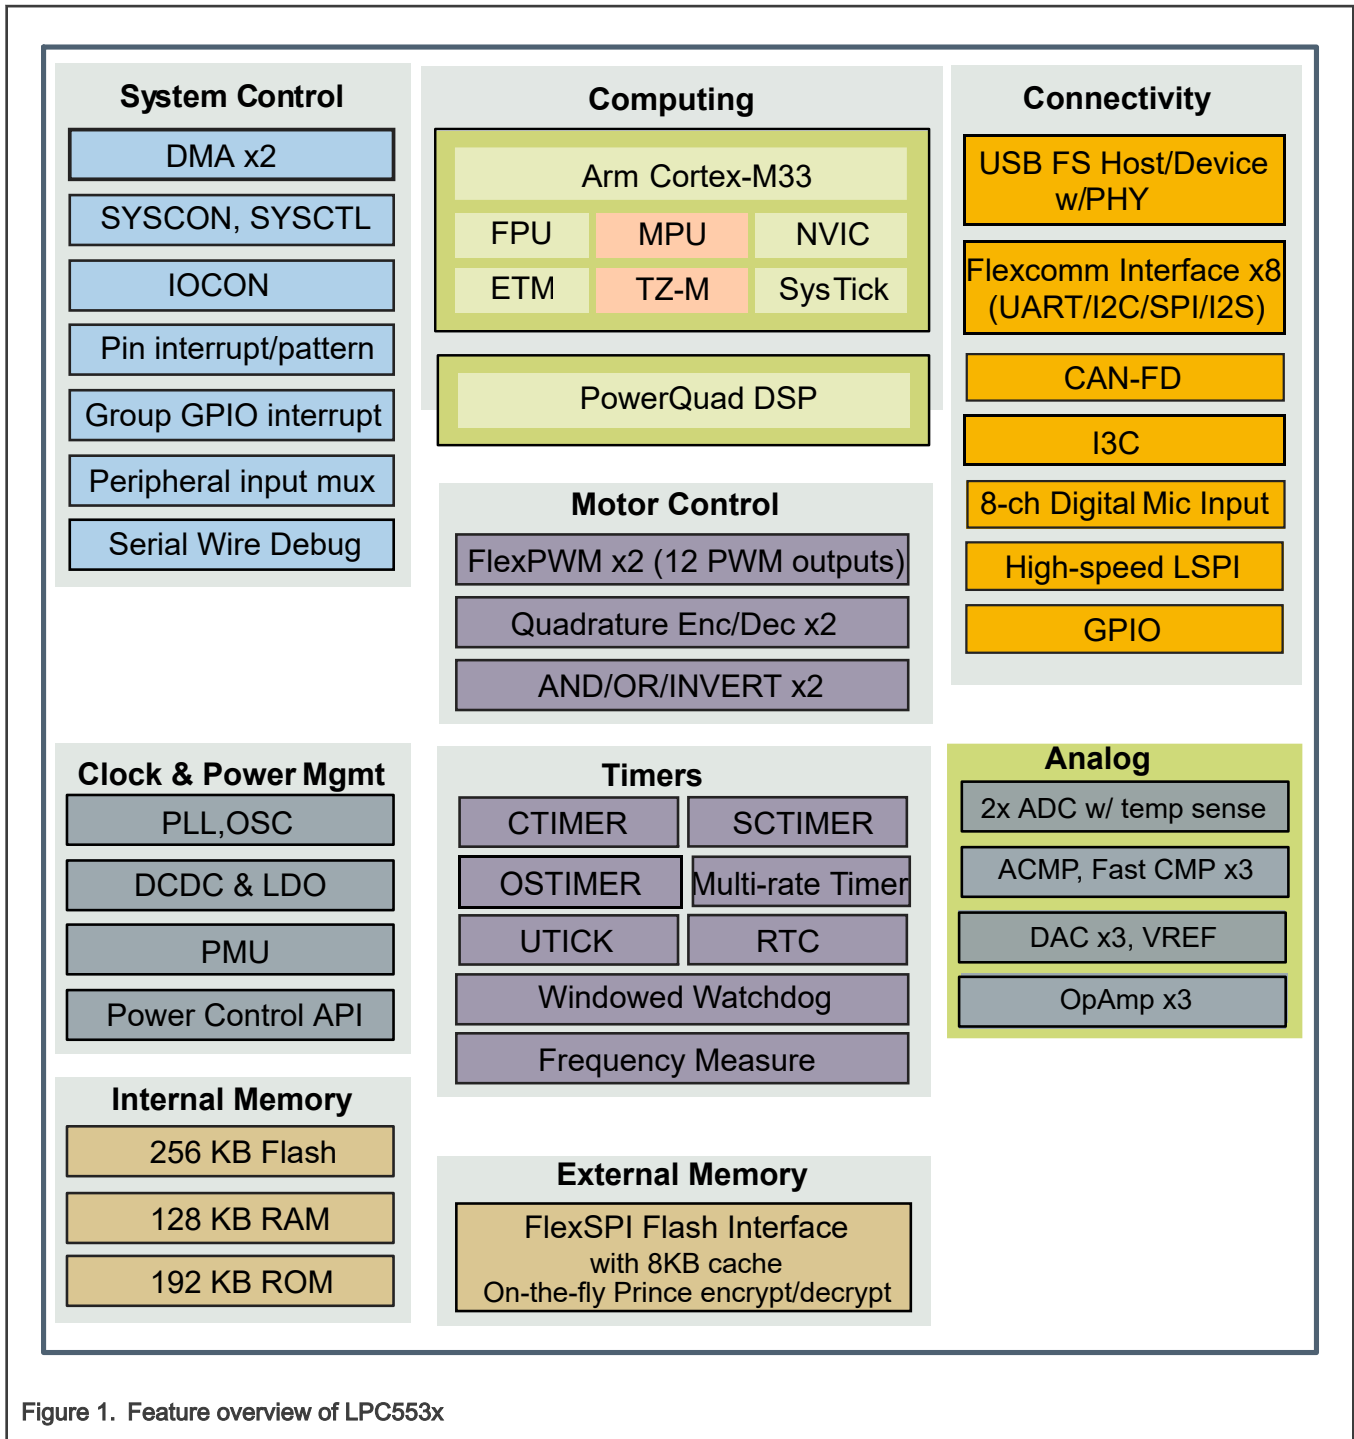 System Control
DMA x2
SYSCON, SYSCTL
IOCON
Pin interrupt/pattern
Group GPIO interrupt
Peripheral input mux
Serial Wire Debug
Computing
Arm Cortex-M33
FPU
MPU
NVIC
ETM
TZ-M
SysTick
PowerQuad DSP
Connectivity
USB FS Host/Device
w/PHY
Flexcomm Interface x8
(UART/I2C/SPI/I2S)
CAN-FD
I3C
8-ch Digital Mic Input
High-speed LSPI
GPIO
Motor Control
FlexPWM x2 (12 PWM outputs)
Quadrature Enc/Dec x2
AND/OR/INVERT x2
Clock & Power Mgmt
PLL,OSC
DCDC & LDO
PMU
Power Control API
Timers
CTIMER
SCTIMER
OSTIMER
Multi-rate Timer
UTICK
RTC
Windowed Watchdog
Frequency Measure
Analog
2x ADC w/ temp sense
ACMP, Fast CMP x3
DAC x3, VREF
OpAmp x3
Internal Memory
256 KB Flash
128 KB RAM
192 KB ROM
External Memory
FlexSPI Flash Interface
with 8KB cache
On-the-fly Prince encrypt/decrypt
Figure 1. Feature overview of LPC553x